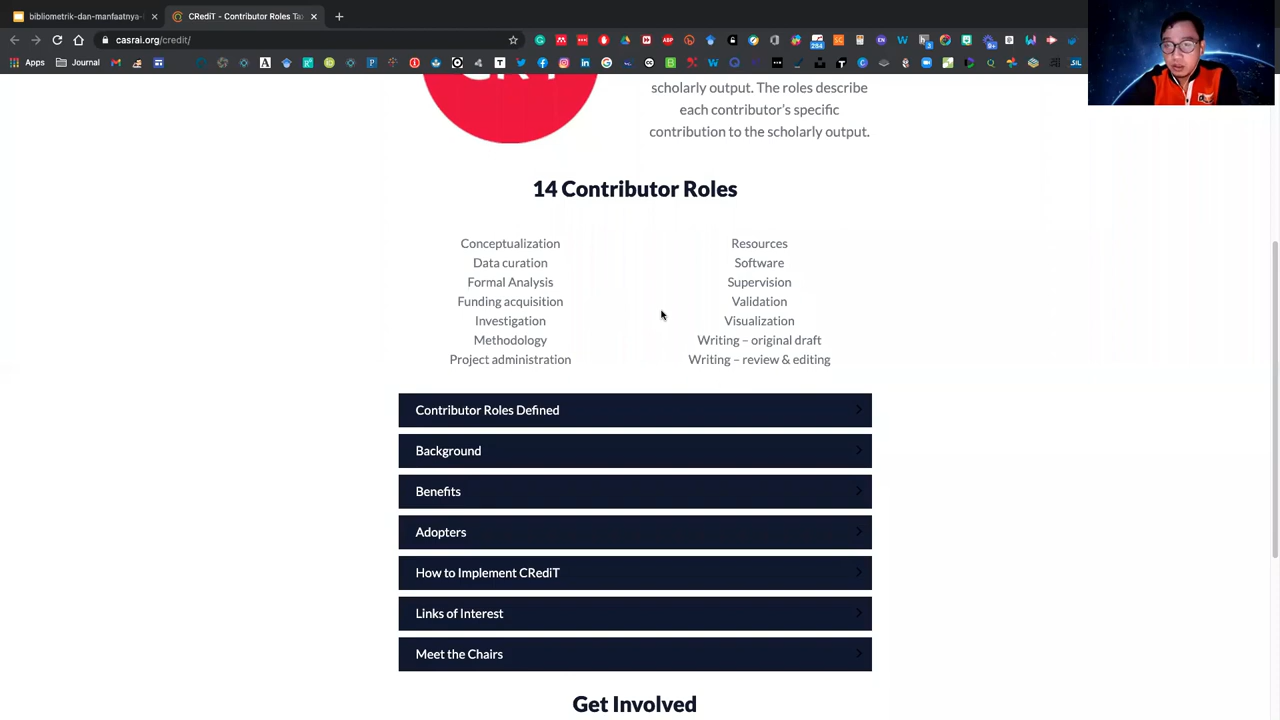 bibliometrik-dan-manfaatnya-
CRediT - Contributor Roles Tax
casrai.org/credit/
Apps
Journal
scholarly output. The roles describe
each contributor's specific
contribution to the scholarly output.
14 Contributor Roles
Conceptualization
Data curation
Formal Analysis
Funding acquisition
Investigation
Methodology
Project administration
Resources
Software
Supervision
Validation
Visualization
Writing – original draft
Writing – review & editing
Contributor Roles Defined
Background
Benefits
Adopters
How to Implement CRediT
Links of Interest
Meet the Chairs
Get Involved